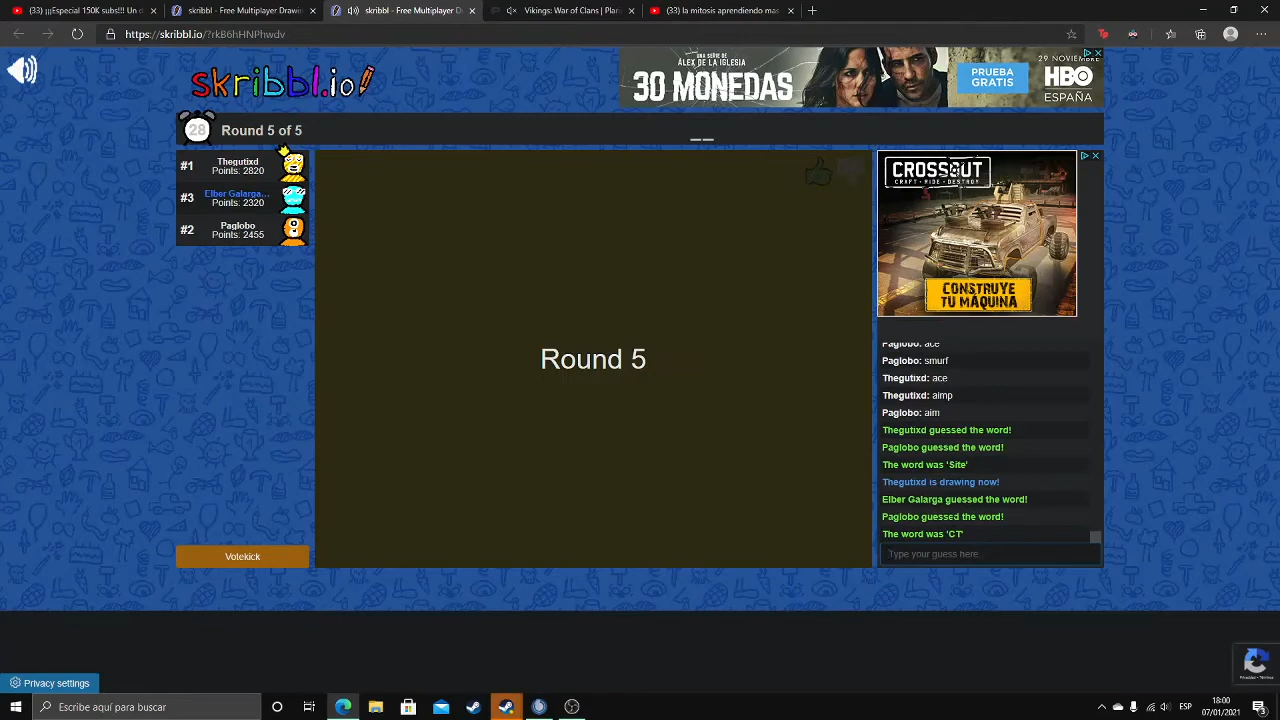 (33) ¡¡¡Especial 150K subs!!! Un d
skribbl - Free Multiplayer Drawin
skribbl - Free Multiplayer D
Vikings: War of Clans | Plar
(33) la mitosis aprendiendo mas
https://skribbl.io/?rkB6hHNPhwdv
skribbl.io
UNA SERIE DE
ÁLEX DE LA IGLESIA
30 MONEDAS
PRUEBA
GRATIS
29 NOVIEMBRE
HBO
ESPAÑA
28
Round 5 of 5
__
#1
Thegutixd
Points: 2820
#3
Elber Galarga...
Points: 2320
#2
Paglobo
Points: 2455
Round 5
CROSSOUT
CRAFT • RIDE • DESTROY
CONSTRUYE
TU MÁQUINA
Paglobo: ace
Paglobo: smurf
Thegutixd: ace
Thegutixd: aimp
Paglobo: aim
Thegutixd guessed the word!
Paglobo guessed the word!
The word was 'Site'
Thegutixd is drawing now!
Elber Galarga guessed the word!
Paglobo guessed the word!
The word was 'CT'
Type your guess here.
Votekick
Privacy settings
Privacidad - Términos
Escribe aquí para buscar
ESP
18:00
07/01/2021